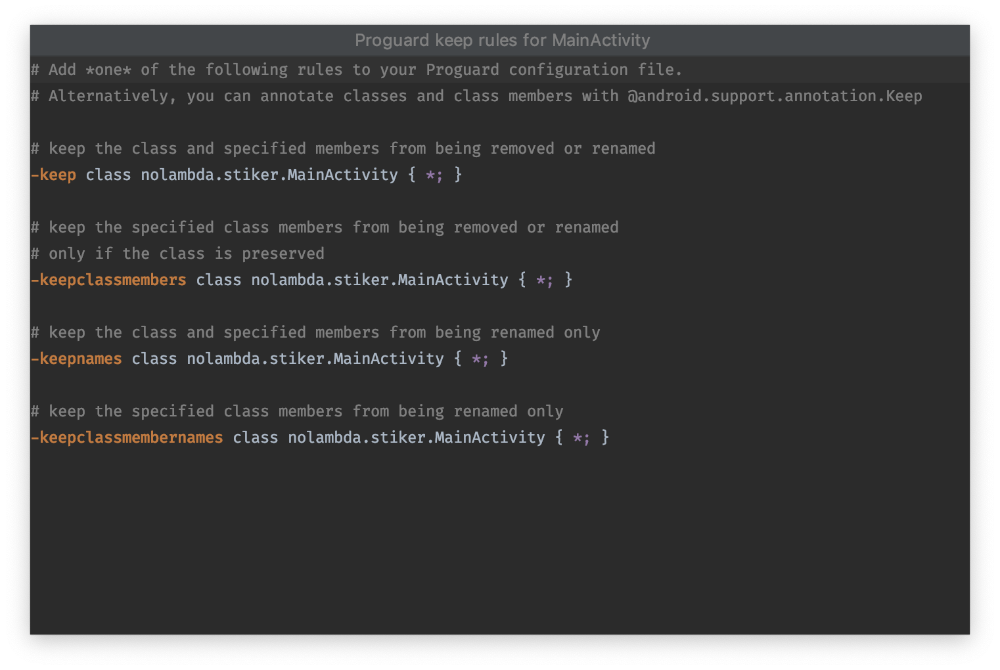 Proguard keep rules for MainActivity
# Add *one* of the following rules to your Proguard configuration file.
# Alternatively, you can annotate classes and class members with @android.support.annotation.Keep
# keep the class and specified members from being removed or renamed
-keep class nolambda.stiker.MainActivity { *; }
# keep the specified class members from being removed or renamed
# only if the class is preserved
-keepclassmembers class nolambda.stiker.MainActivity { *; }
# keep the class and specified members from being renamed only
-keepnames class nolambda.stiker.MainActivity { *; }
# keep the specified class members from being renamed only
-keepclassmembernames class nolambda.stiker.MainActivity { *; }